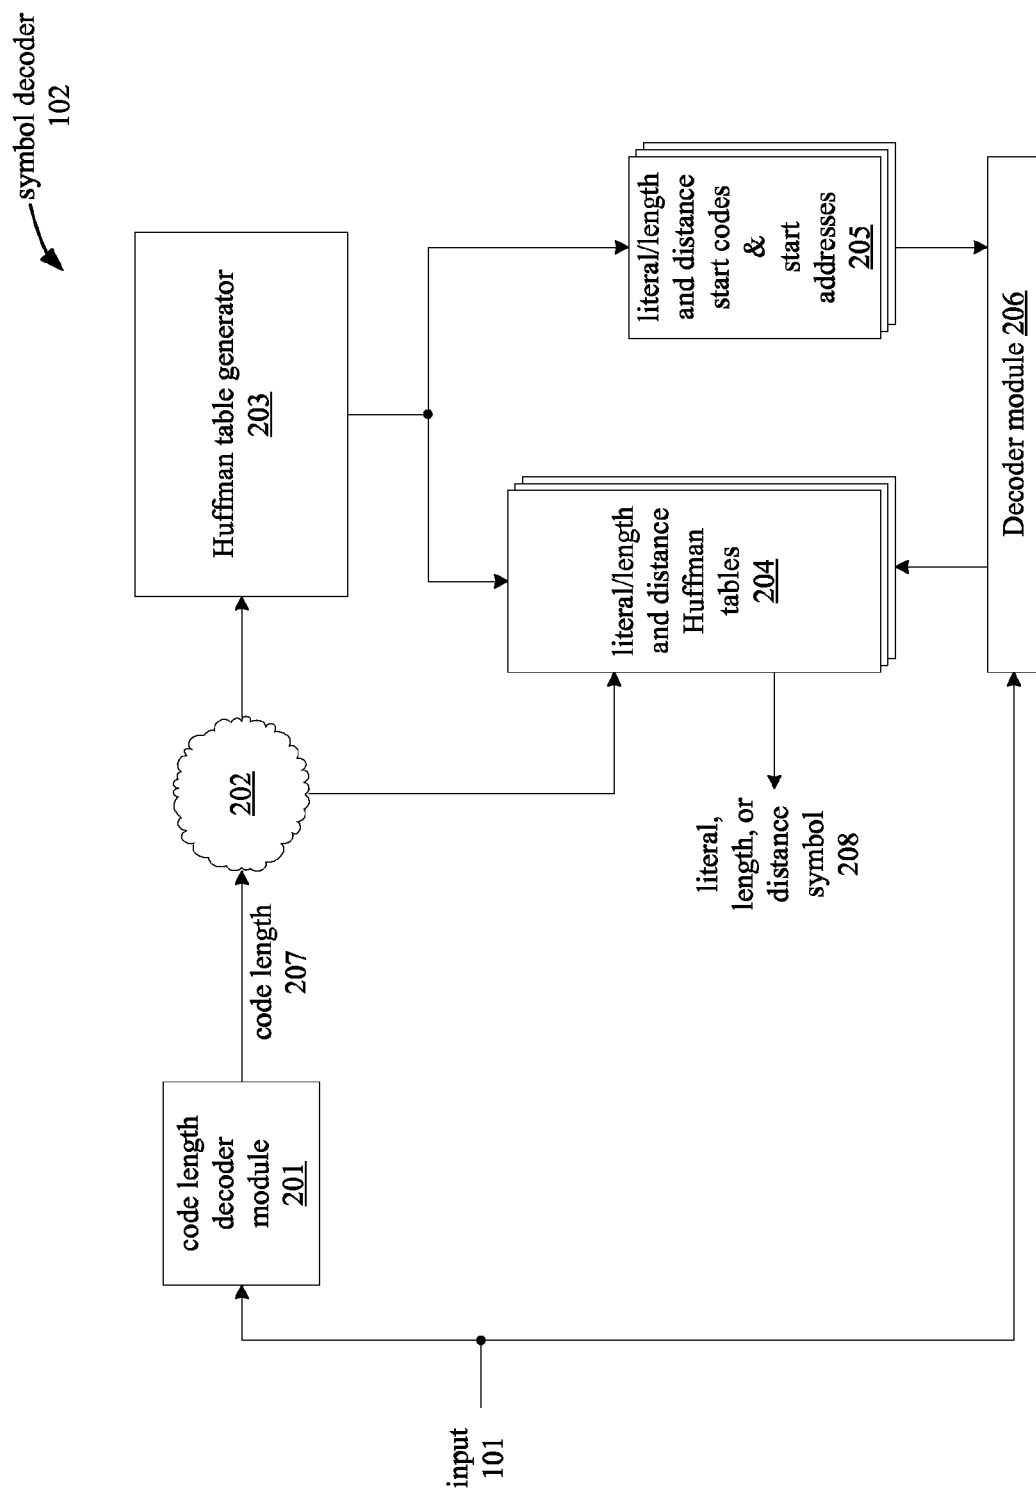 symbol decoder
102
Huffman table generator
203
202
code length
207
code length
decoder
module
201
literal/length
and distance
start codes
&
start
addresses
205
literal/length
and distance
Huffman
tables
204
literal,
length, or
distance
symbol
208
input
101
Decoder module 206